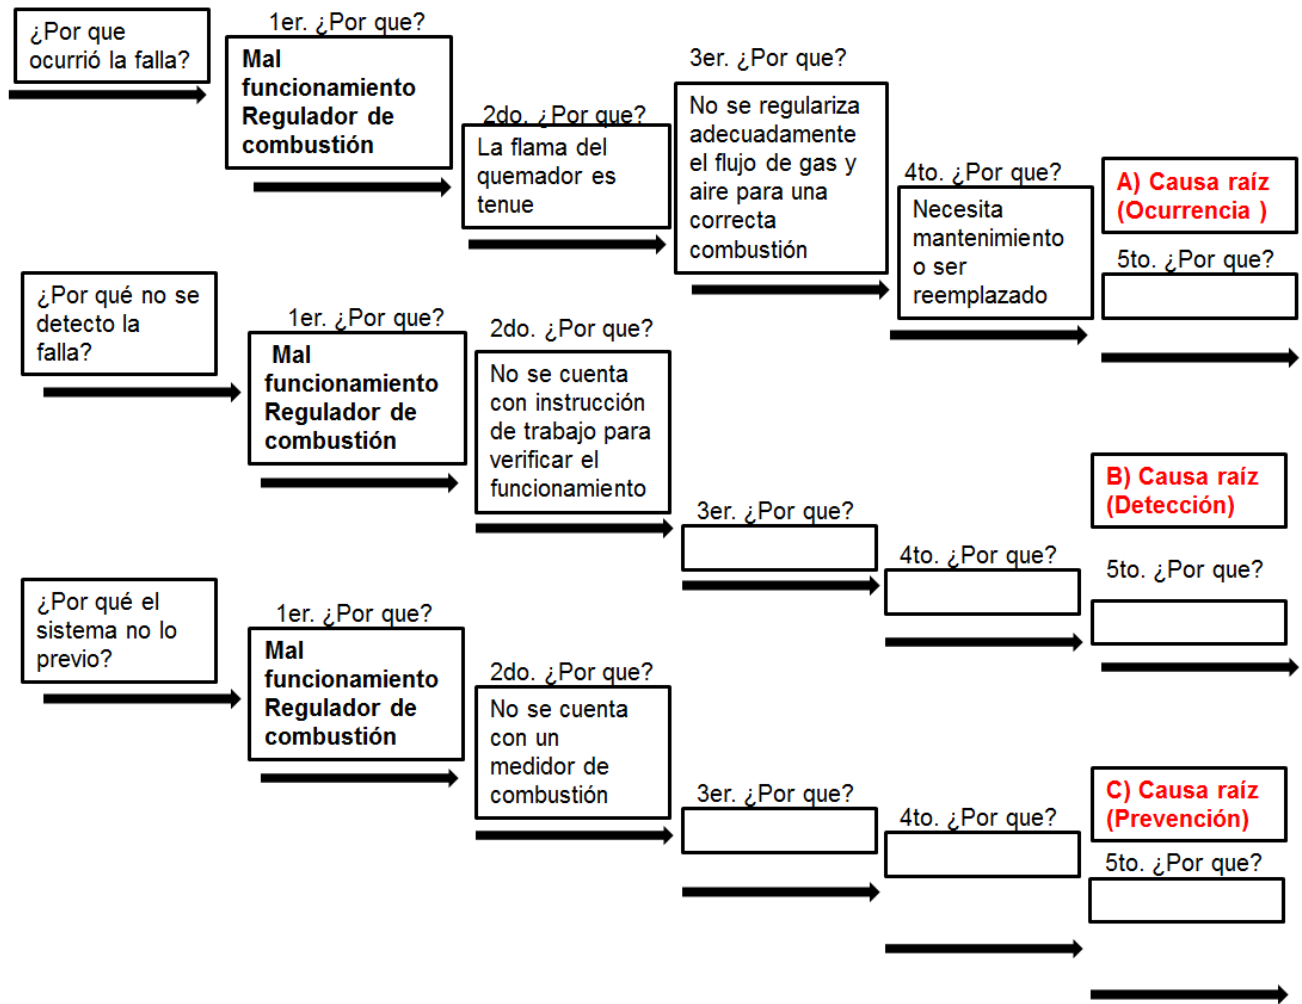 ¿Por que
ocurrió la falla?
1er. ¿Por que?
Mal
funcionamiento
Regulador de
combustión
2do. ¿Por que?
La flama del
quemador es
tenue
3er. ¿Por que?
No se regulariza
adecuadamente
el flujo de gas y
aire para una
correcta
combustión
4to. ¿Por que?
Necesita
mantenimiento
o ser
reemplazado
A) Causa raíz
(Ocurrencia )
5to. ¿Por que?
¿Por qué no se
detecto la
falla?
1er. ¿Por que?
Mal
funcionamiento
Regulador de
combustión
2do. ¿Por que?
No se cuenta
con instrucción
de trabajo para
verificar el
funcionamiento
3er. ¿Por que?
4to. ¿Por que?
B) Causa raíz
(Detección)
5to. ¿Por que?
¿Por qué el
sistema no lo
previo?
1er. ¿Por que?
Mal
funcionamiento
Regulador de
combustión
2do. ¿Por que?
No se cuenta
con un
medidor de
combustión
3er. ¿Por que?
4to. ¿Por que?
C) Causa raíz
(Prevención)
5to. ¿Por que?